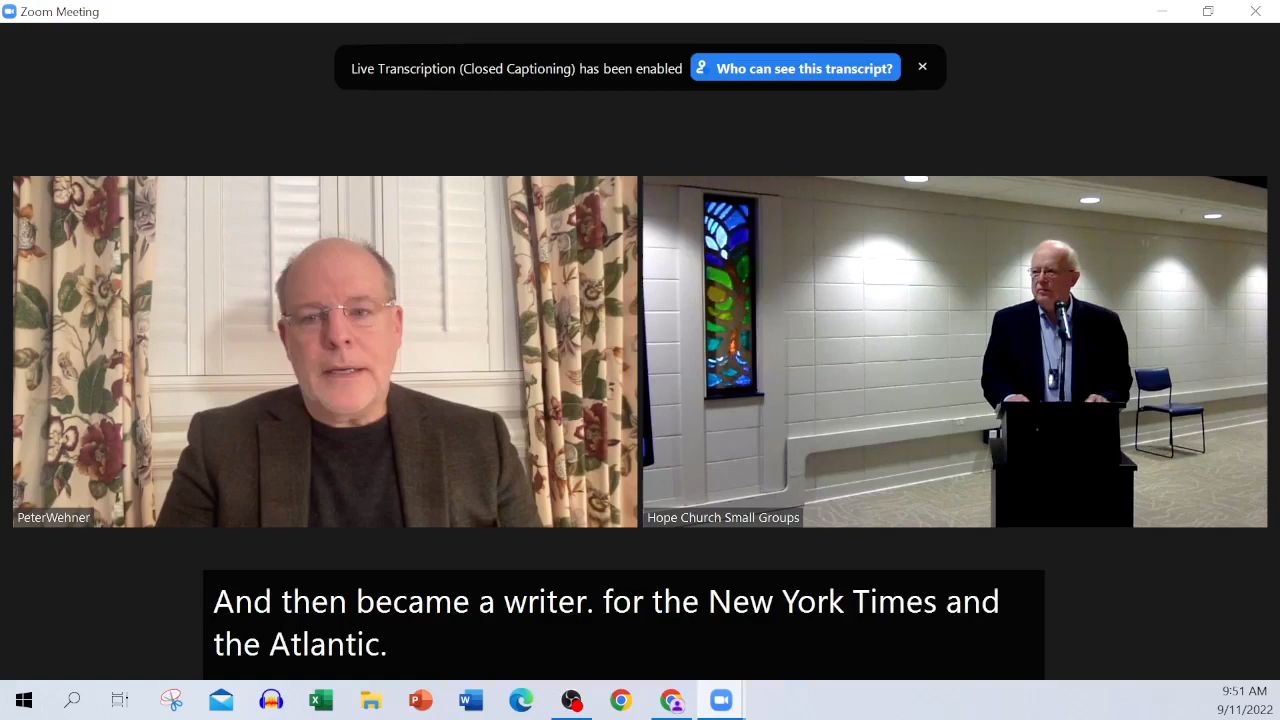 Zoom Meeting
Live Transcription (Closed Captioning) has been enabled
Who can see this transcript?
PeterWehner
Hope Church Small Groups
And then became a writer. for the New York Times and
the Atlantic.
9:51 AM
9/11/2022